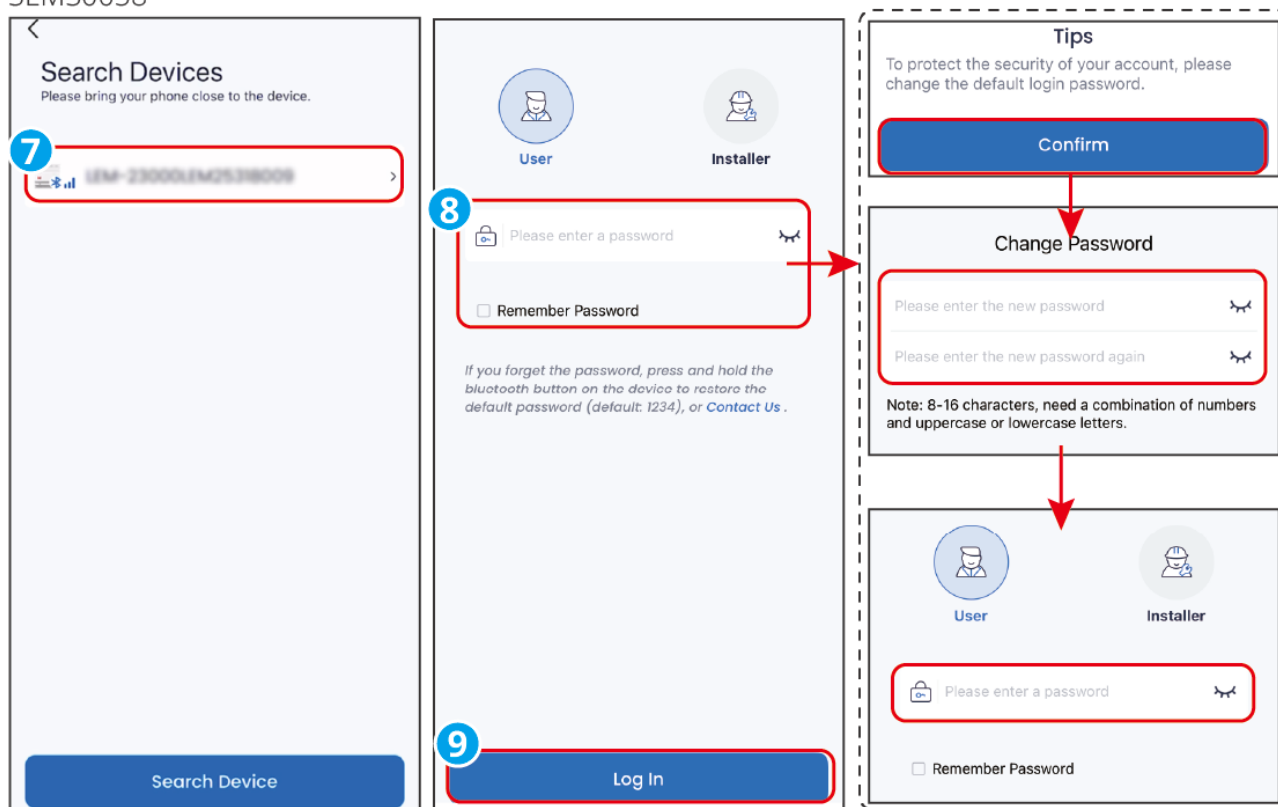 Search Devices
Please bring your phone close to the device.
7
Search Device
User
Installer
8
Please enter a password
Remember Password
If you forget the password, press and hold the
bluetooth button on the device to restore the
default password (default: 1234), or Contact Us .
9
Log In
Tips
To protect the security of your account, please
change the default login password.
Confirm
Change Password
Please enter the new password
Please enter the new password again
Note: 8-16 characters, need a combination of numbers
and uppercase or lowercase letters.
User
Installer
Please enter a password
Remember Password